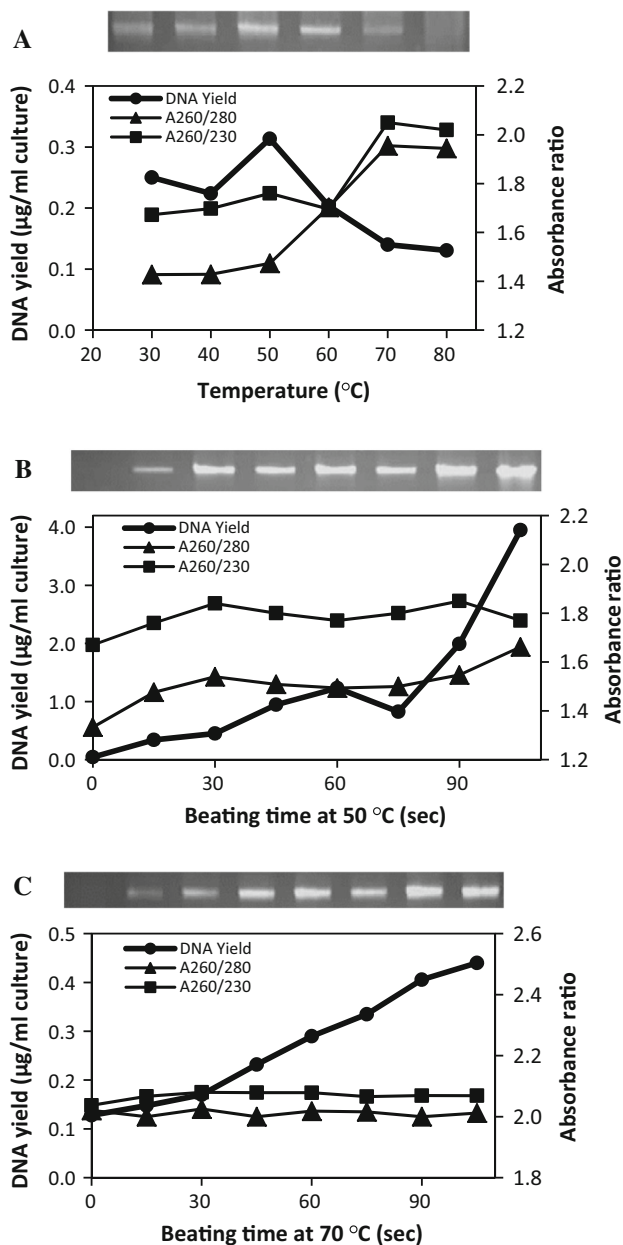 A
DNA yield (µg/ml culture)
0.4
0.3
0.2
0.1
0.0
DNA Yield
A260/280
A260/230
2.2
2.0
1.8
1.6
1.4
1.2
Absorbance ratio
20 30 40 50 60 70 80
Temperature (°C)
B
DNA yield (µg/ml culture)
4.0
3.0
2.0
1.0
0.0
DNA Yield
A260/280
A260/230
2.2
2.0
1.8
1.6
1.4
1.2
Absorbance ratio
0 30 60 90
Beating time at 50 °C (sec)
C
DNA yield (µg/ml culture)
0.5
0.4
0.3
0.2
0.1
0.0
DNA Yield
A260/280
A260/230
2.6
2.4
2.2
2.0
1.8
Absorbance ratio
0 30 60 90
Beating time at 70 °C (sec)